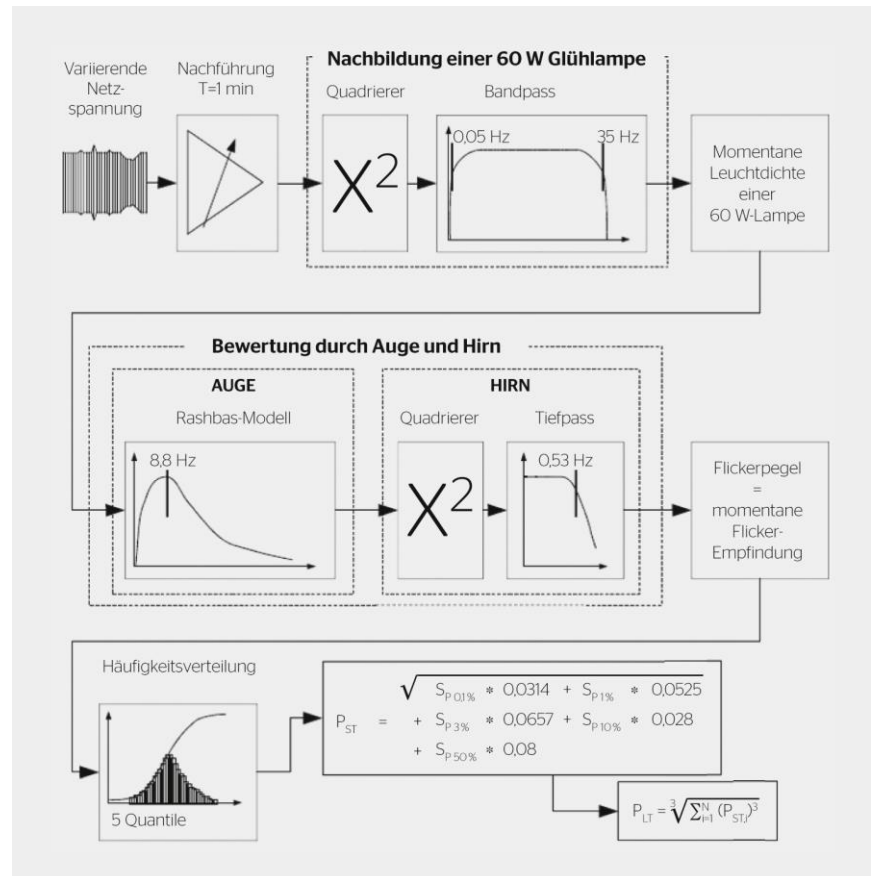 Nachbildung einer 60 W Glühlampe
Variierende
Netz-
spannung
Nachführung
T=1 min
Quadrierer
Bandpass
X²
0,05 Hz
35 Hz
Momentane
Leuchtdichte
einer
60 W-Lampe
Bewertung durch Auge und Hirn
AUGE
HIRN
Rashbas-Modell
Quadrierer
Tiefpass
8,8 Hz
X²
0,53 Hz
Flickerpegel
=
momentane
Flicker-
Empfindung
Häufigkeitsverteilung
5 Quantile
√ S_P 0,1% * 0,0314 + S_P 1% * 0,0525
P_ST = + S_P 3% * 0,0657 + S_P 10% * 0,028
+ S_P 50% * 0,08
P_LT = ³√∑_i=1^N (P_ST,i)³